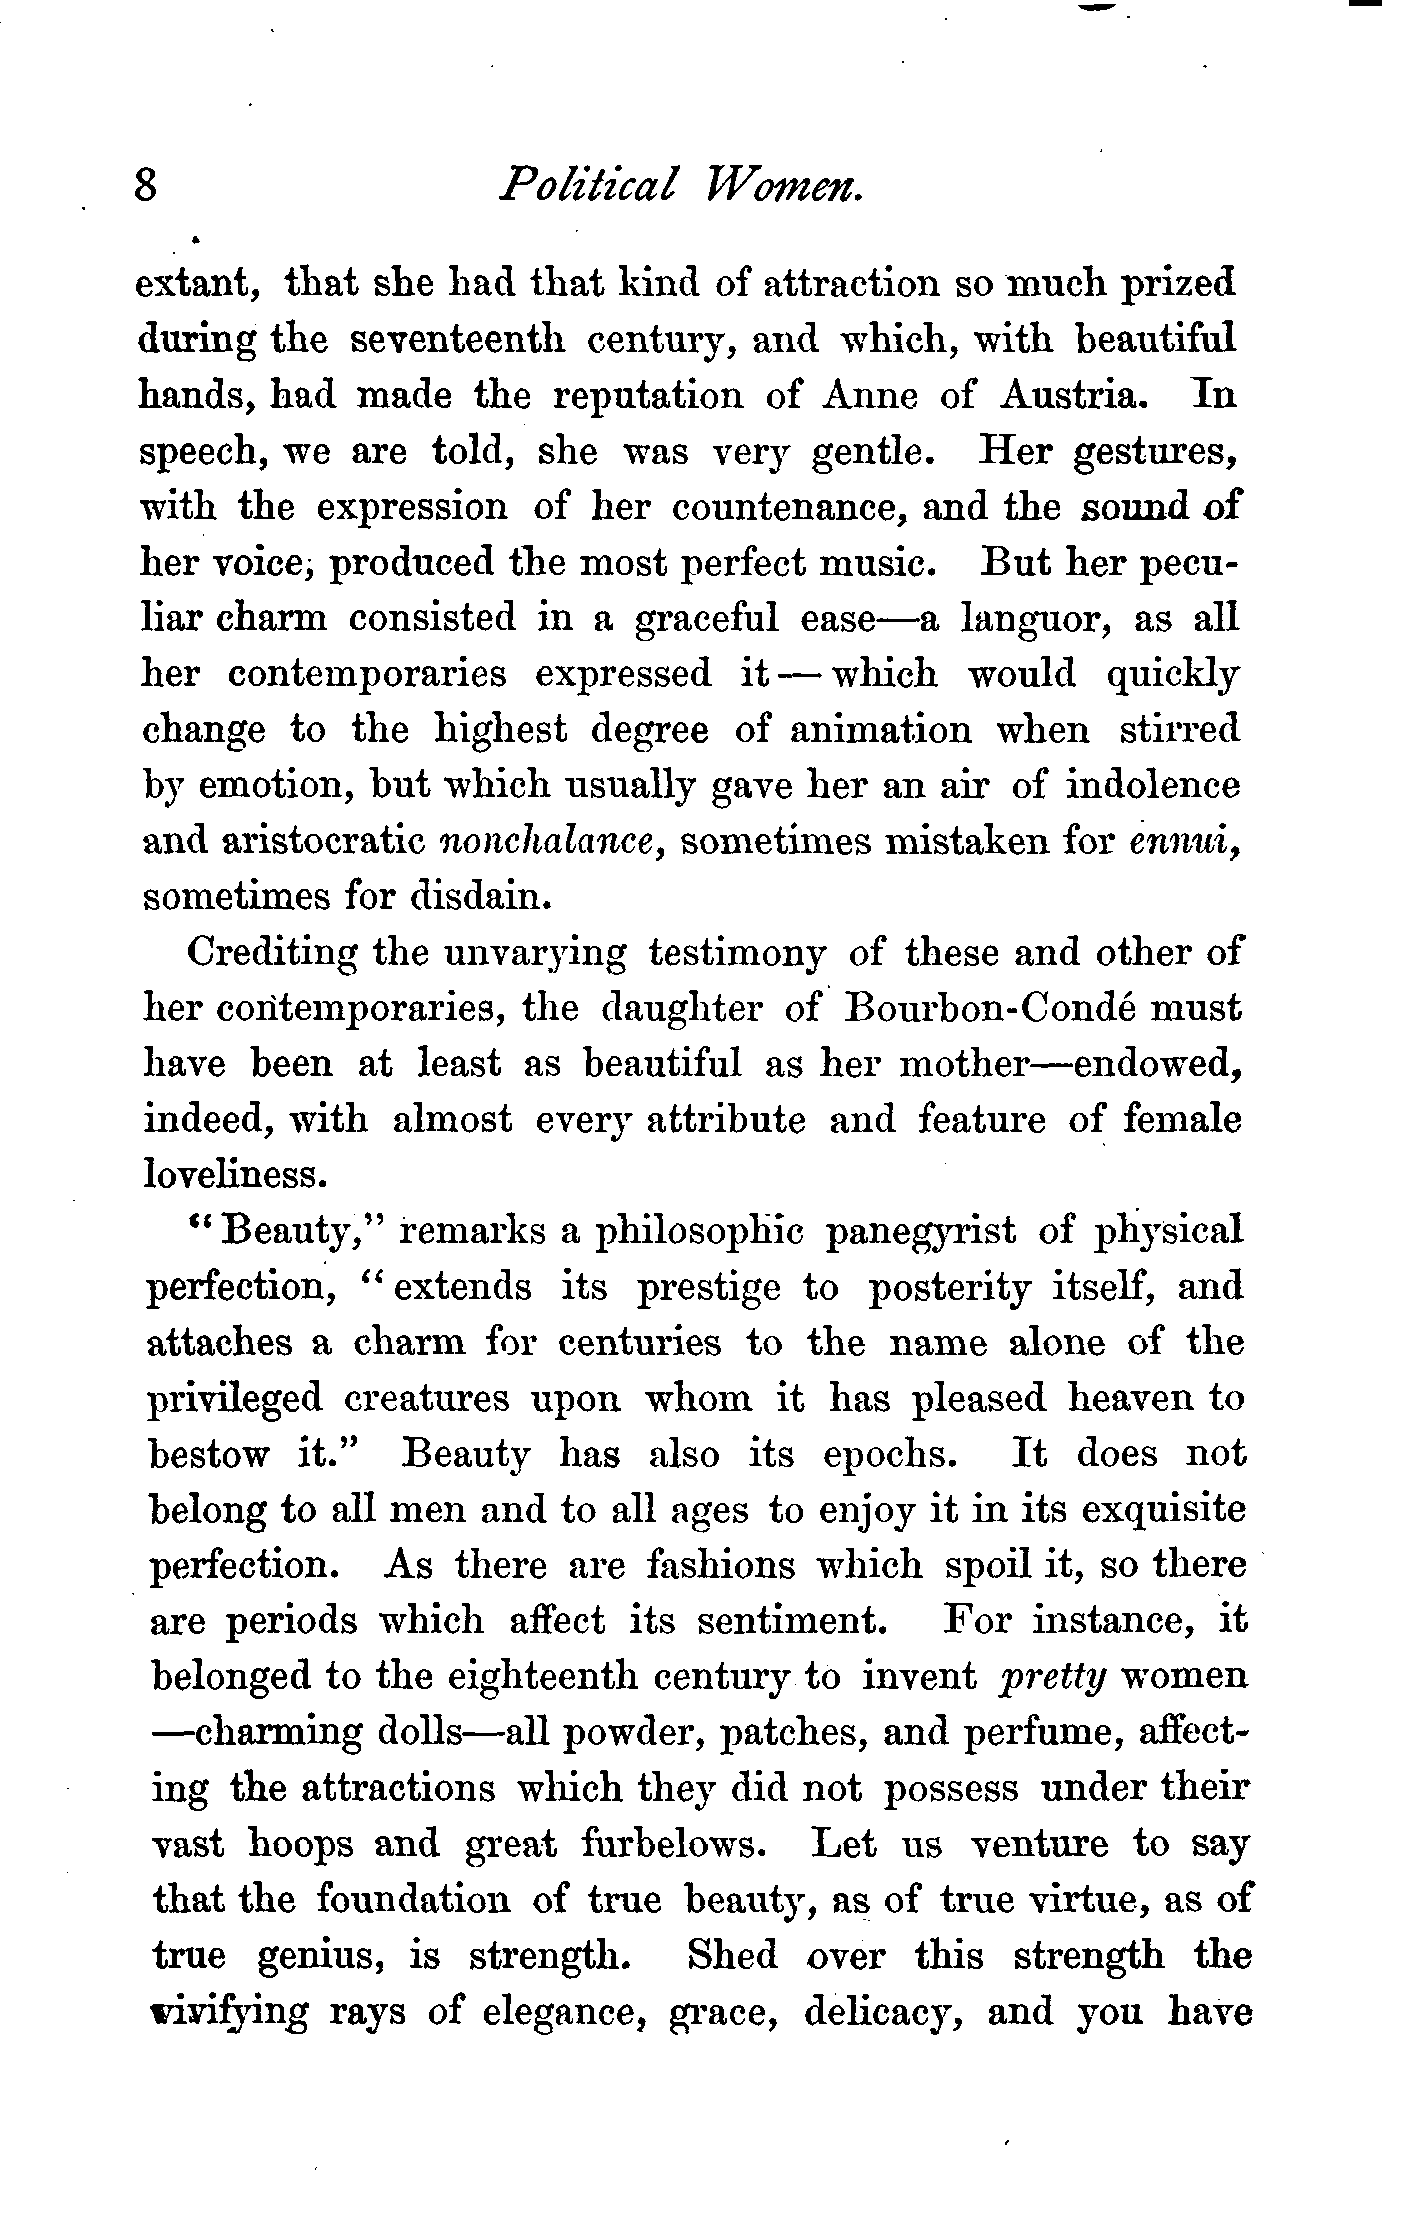 8 Political Women.
extant, that she had that kind of attraction so much prized
during the seventeenth century, and which, with beautiful
hands, had made the reputation of Anne of Austria. In
speech, we are told, she was very gentle. Her gestures,
with the expression of her countenance, and the sound of
her voice, produced the most perfect music. But her pecu-
liar charm consisted in a graceful ease—a languor, as all
her contemporaries expressed it — which would quickly
change to the highest degree of animation when stirred
by emotion, but which usually gave her an air of indolence
and aristocratic nonchalance, sometimes mistaken for ennui,
sometimes for disdain.
Crediting the unvarying testimony of these and other of
her contemporaries, the daughter of Bourbon-Condé must
have been at least as beautiful as her mother—endowed,
indeed, with almost every attribute and feature of female
loveliness.
“Beauty,” remarks a philosophic panegyrist of physical
perfection, “extends its prestige to posterity itself, and
attaches a charm for centuries to the name alone of the
privileged creatures upon whom it has pleased heaven to
bestow it.” Beauty has also its epochs. It does not
belong to all men and to all ages to enjoy it in its exquisite
perfection. As there are fashions which spoil it, so there
are periods which affect its sentiment. For instance, it
belonged to the eighteenth century to invent pretty women
—charming dolls—all powder, patches, and perfume, affect-
ing the attractions which they did not possess under their
vast hoops and great furbelows. Let us venture to say
that the foundation of true beauty, as of true virtue, as of
true genius, is strength. Shed over this strength the
vivifying rays of elegance, grace, delicacy, and you have